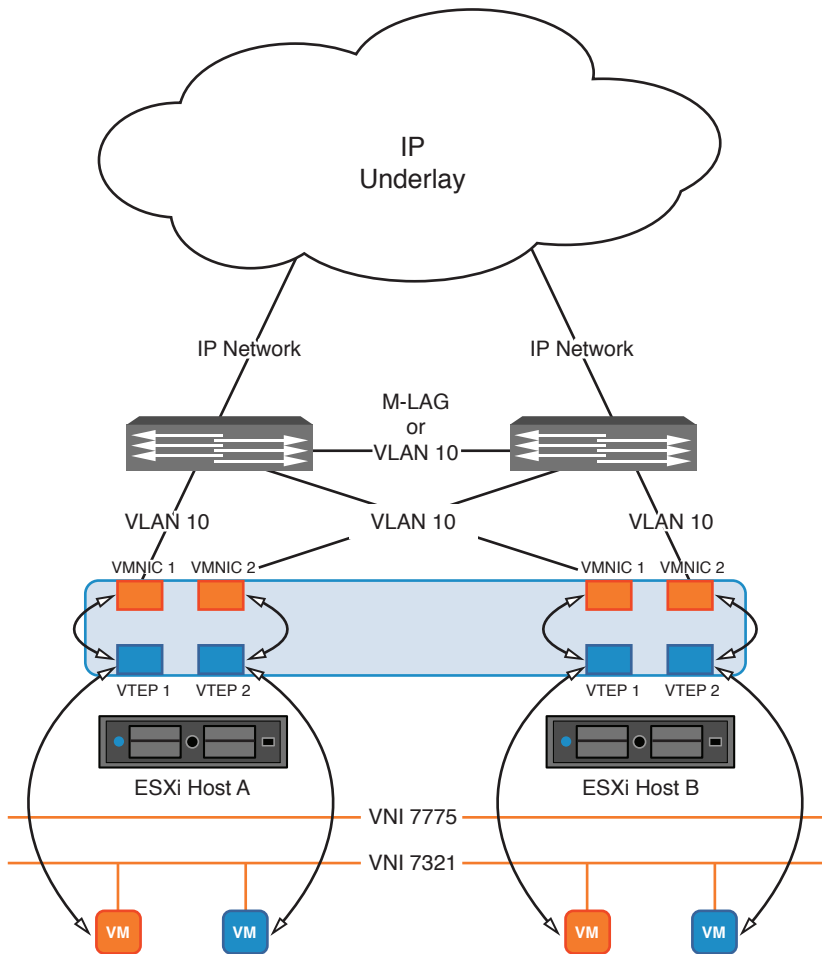 IP
Underlay
IP Network
IP Network
M-LAG
or
VLAN 10
VLAN 10
VLAN 10
VLAN 10
VMNIC 1
VMNIC 2
VMNIC 1
VMNIC 2
VTEP 1
VTEP 2
VTEP 1
VTEP 2
ESXi Host A
ESXi Host B
VNI 7775
VNI 7321
VM
VM
VM
VM